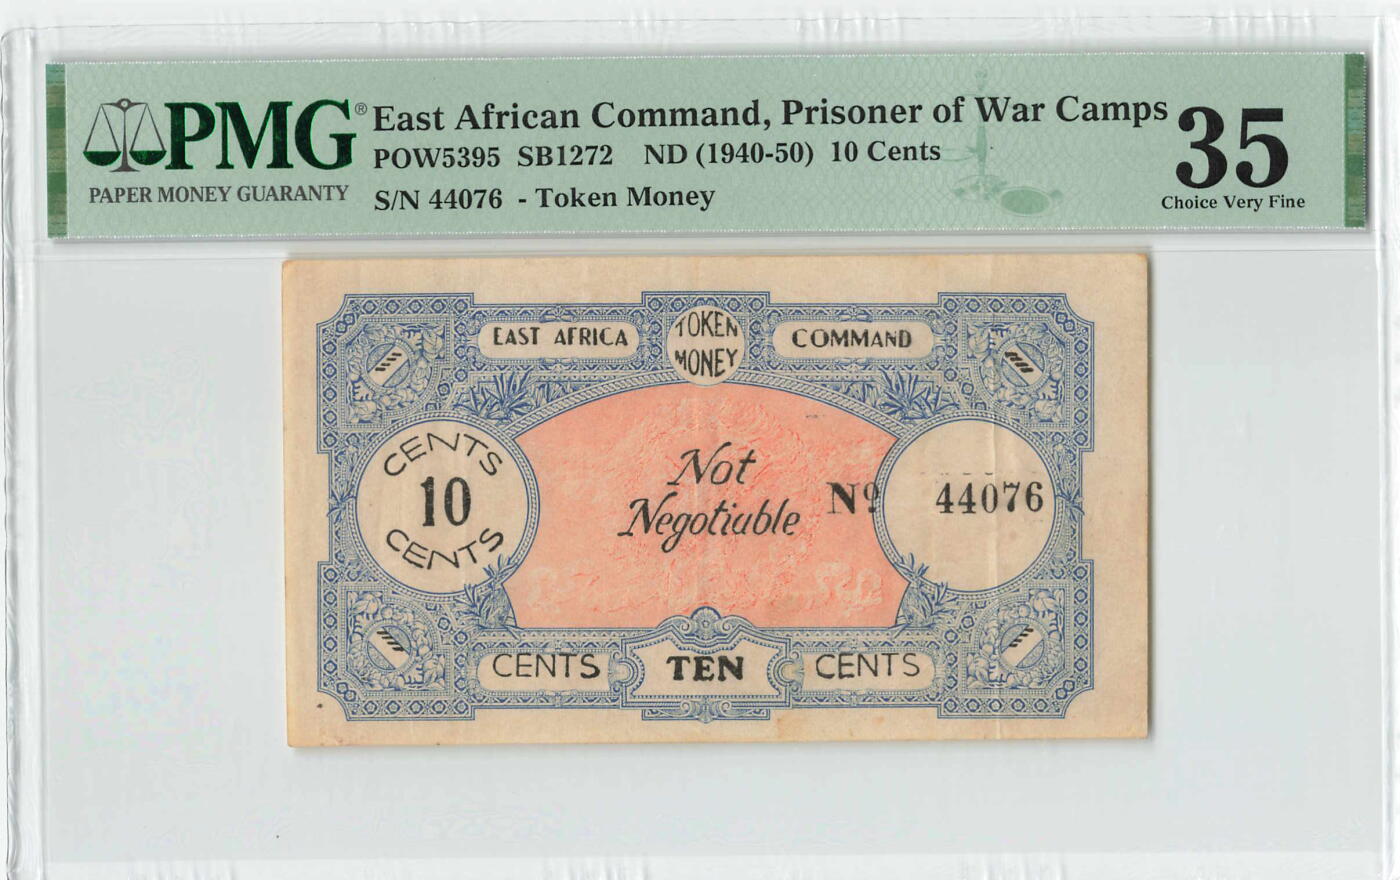 PMG®
PAPER MONEY GUARANTY
East African Command, Prisoner of War Camps
POW5395 SB1272 ND (1940-50) 10 Cents
S/N 44076 - Token Money
35
Choice Very Fine
EAST AFRICA
TOKEN
MONEY
COMMAND
CENTS
10
CENTS
Not
Negotiable
Nº 44076
CENTS TEN CENTS